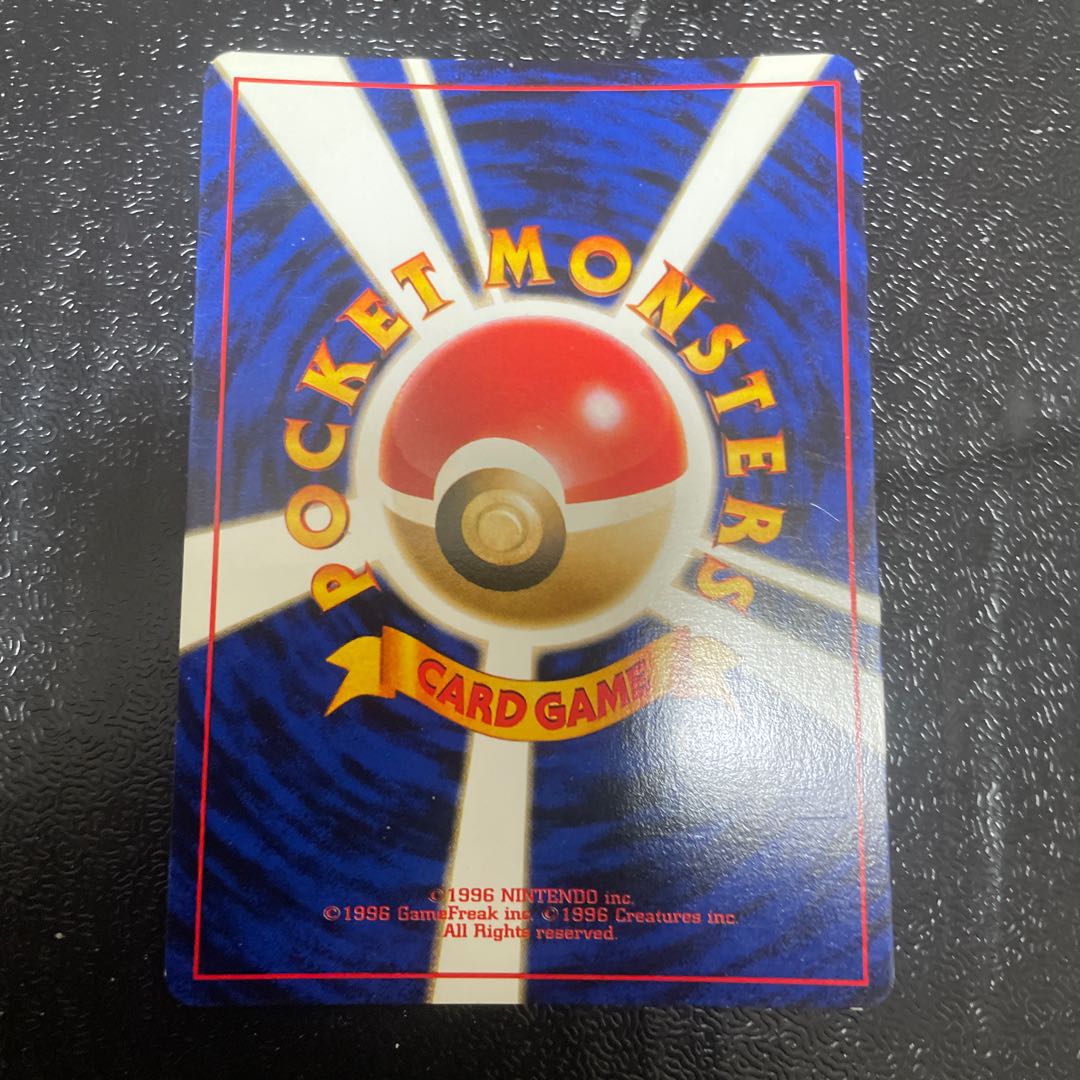 POCKET MONSTERS
CARD GAME
©1996 NINTENDO inc.
©1996 GameFreak inc. ©1996 Creatures inc.
All Rights reserved.